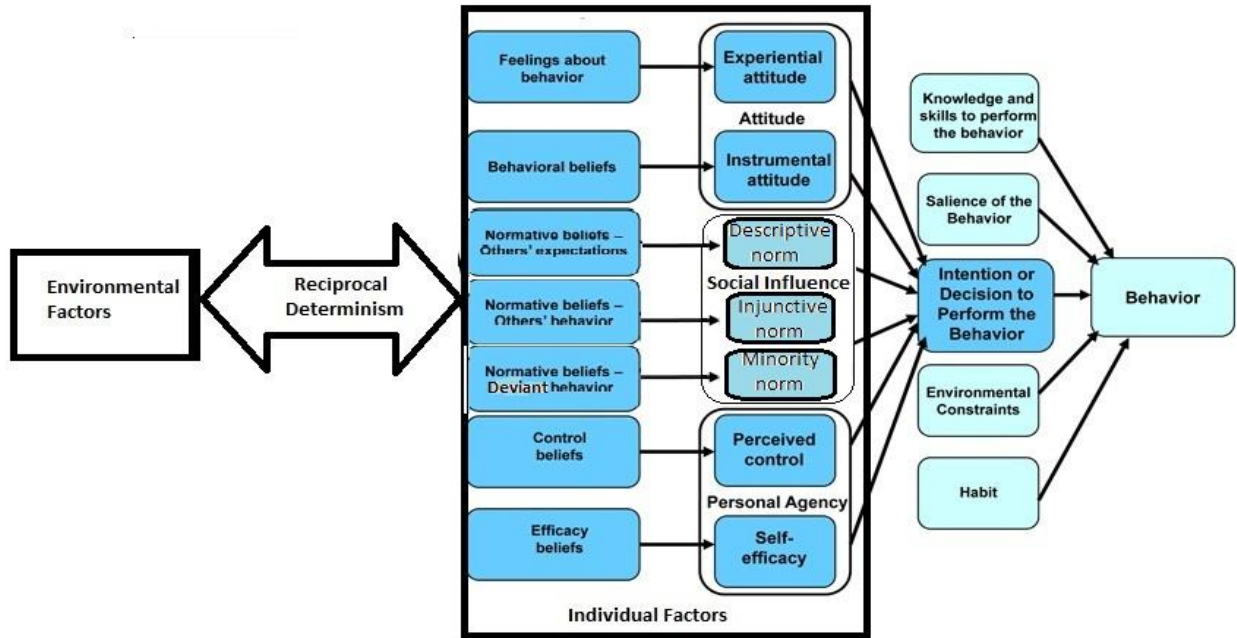 Environmental
Factors
Reciprocal
Determinism
Feelings about
behavior
Behavioral beliefs
Normative beliefs –
Others' expectations
Normative beliefs –
Others' behavior
Normative beliefs –
Deviant behavior
Control
beliefs
Efficacy
beliefs
Experiential
attitude
Attitude
Instrumental
attitude
Descriptive
norm
Social Influence
Injunctive
norm
Minority
norm
Perceived
control
Personal Agency
Self-
efficacy
Individual Factors
Knowledge and
skills to perform
the behavior
Salience of the
Behavior
Intention or
Decision to
Perform the
Behavior
Environmental
Constraints
Habit
Behavior